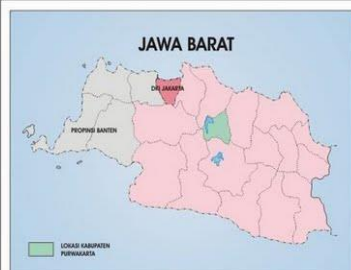 JAWA BARAT
DKI JAKARTA
PROPINSI BANTEN
LOKASI KABUPATEN
PURWAKARTA